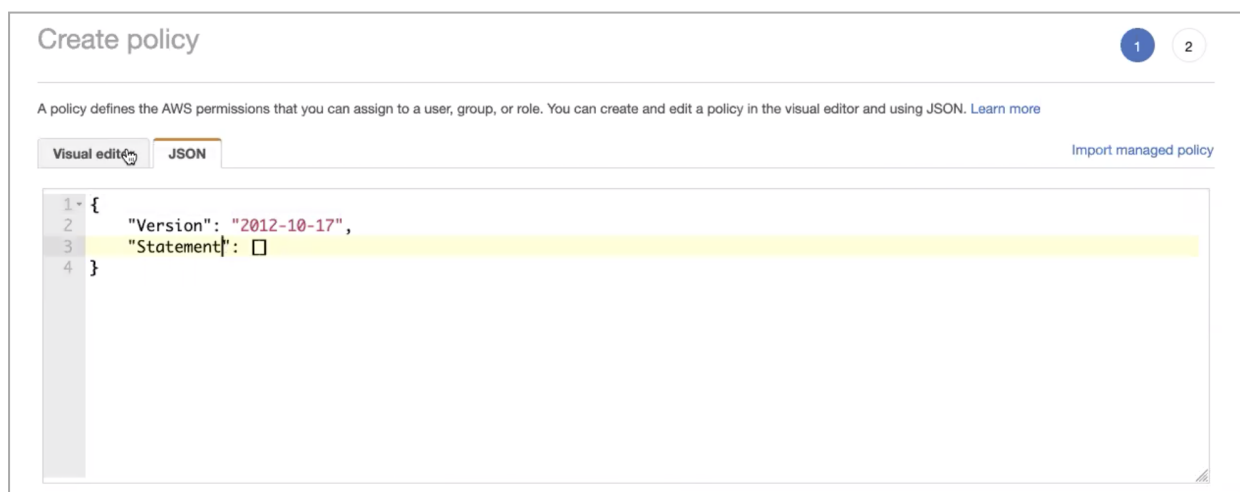 Create policy
1 2
A policy defines the AWS permissions that you can assign to a user, group, or role. You can create and edit a policy in the visual editor and using JSON. Learn more
Visual editor JSON Import managed policy
1 {
2 "Version": "2012-10-17",
3 "Statement": []
4 }